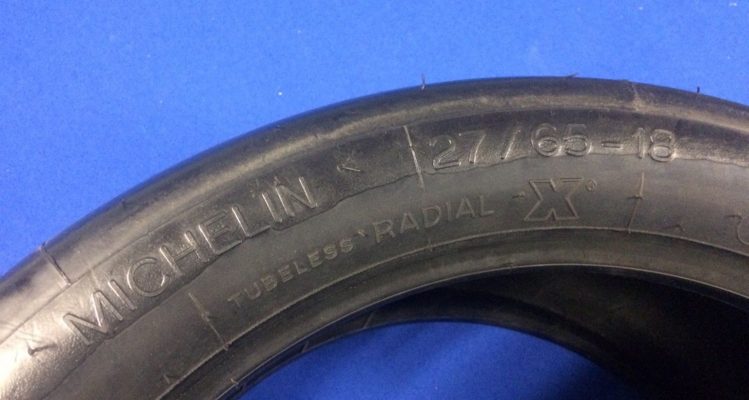 MICHELIN 27/65-18
TUBELESS* RADIAL X®